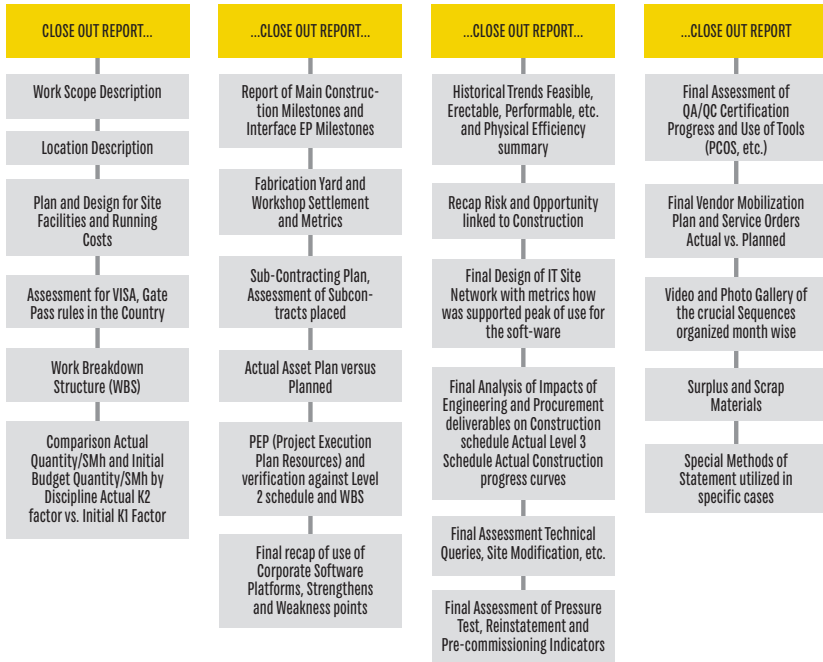 CLOSE OUT REPORT...
Work Scope Description
Location Description
Plan and Design for Site
Facilities and Running
Costs
Assessment for VISA, Gate
Pass rules in the Country
Work Breakdown
Structure (WBS)
Comparison Actual
Quantity/SMh and Initial
Budget Quantity/SMh by
Discipline Actual K2
factor vs. Initial K1 Factor
...CLOSE OUT REPORT...
Report of Main Construc-
tion Milestones and
Interface EP Milestones
Fabrication Yard and
Workshop Settlement
and Metrics
Sub-Contracting Plan,
Assessment of Subcon-
tracts placed
Actual Asset Plan versus
Planned
PEP (Project Execution
Plan Resources) and
verification against Level
2 schedule and WBS
Final recap of use of
Corporate Software
Platforms, Strengthens
and Weakness points
...CLOSE OUT REPORT...
Historical Trends Feasible,
Erectable, Performable, etc.
and Physical Efficiency
summary
Recap Risk and Opportunity
linked to Construction
Final Design of IT Site
Network with metrics how
was supported peak of use for
the soft-ware
Final Analysis of Impacts of
Engineering and Procurement
deliverables on Construction
schedule Actual Level 3
Schedule Actual Construction
progress curves
Final Assessment Technical
Queries, Site Modification, etc.
Final Assessment of Pressure
Test, Reinstatement and
Pre-commissioning Indicators
...CLOSE OUT REPORT
Final Assessment of
QA/QC Certification
Progress and Use of Tools
(PCOS, etc.)
Final Vendor Mobilization
Plan and Service Orders
Actual vs. Planned
Video and Photo Gallery of
the crucial Sequences
organized month wise
Surplus and Scrap
Materials
Special Methods of
Statement utilized in
specific cases